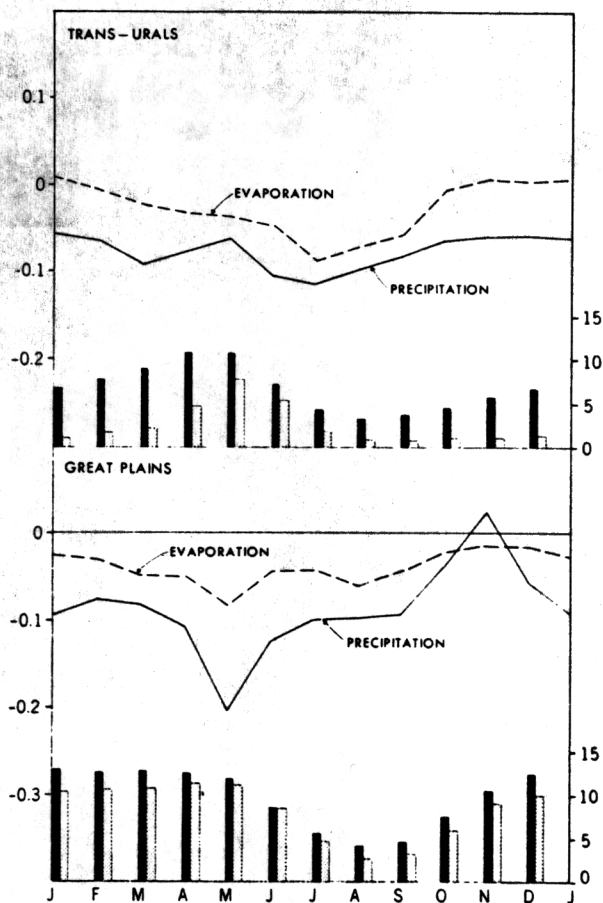 TRANS-URALS
0.1
0
EVAPORATION
-0.1
PRECIPITATION
15
-0.2
10
5
0
GREAT PLAINS
0
EVAPORATION
-0.1
PRECIPITATION
-0.2
15
-0.3
10
5
0
J F M A M J J A S O N D J